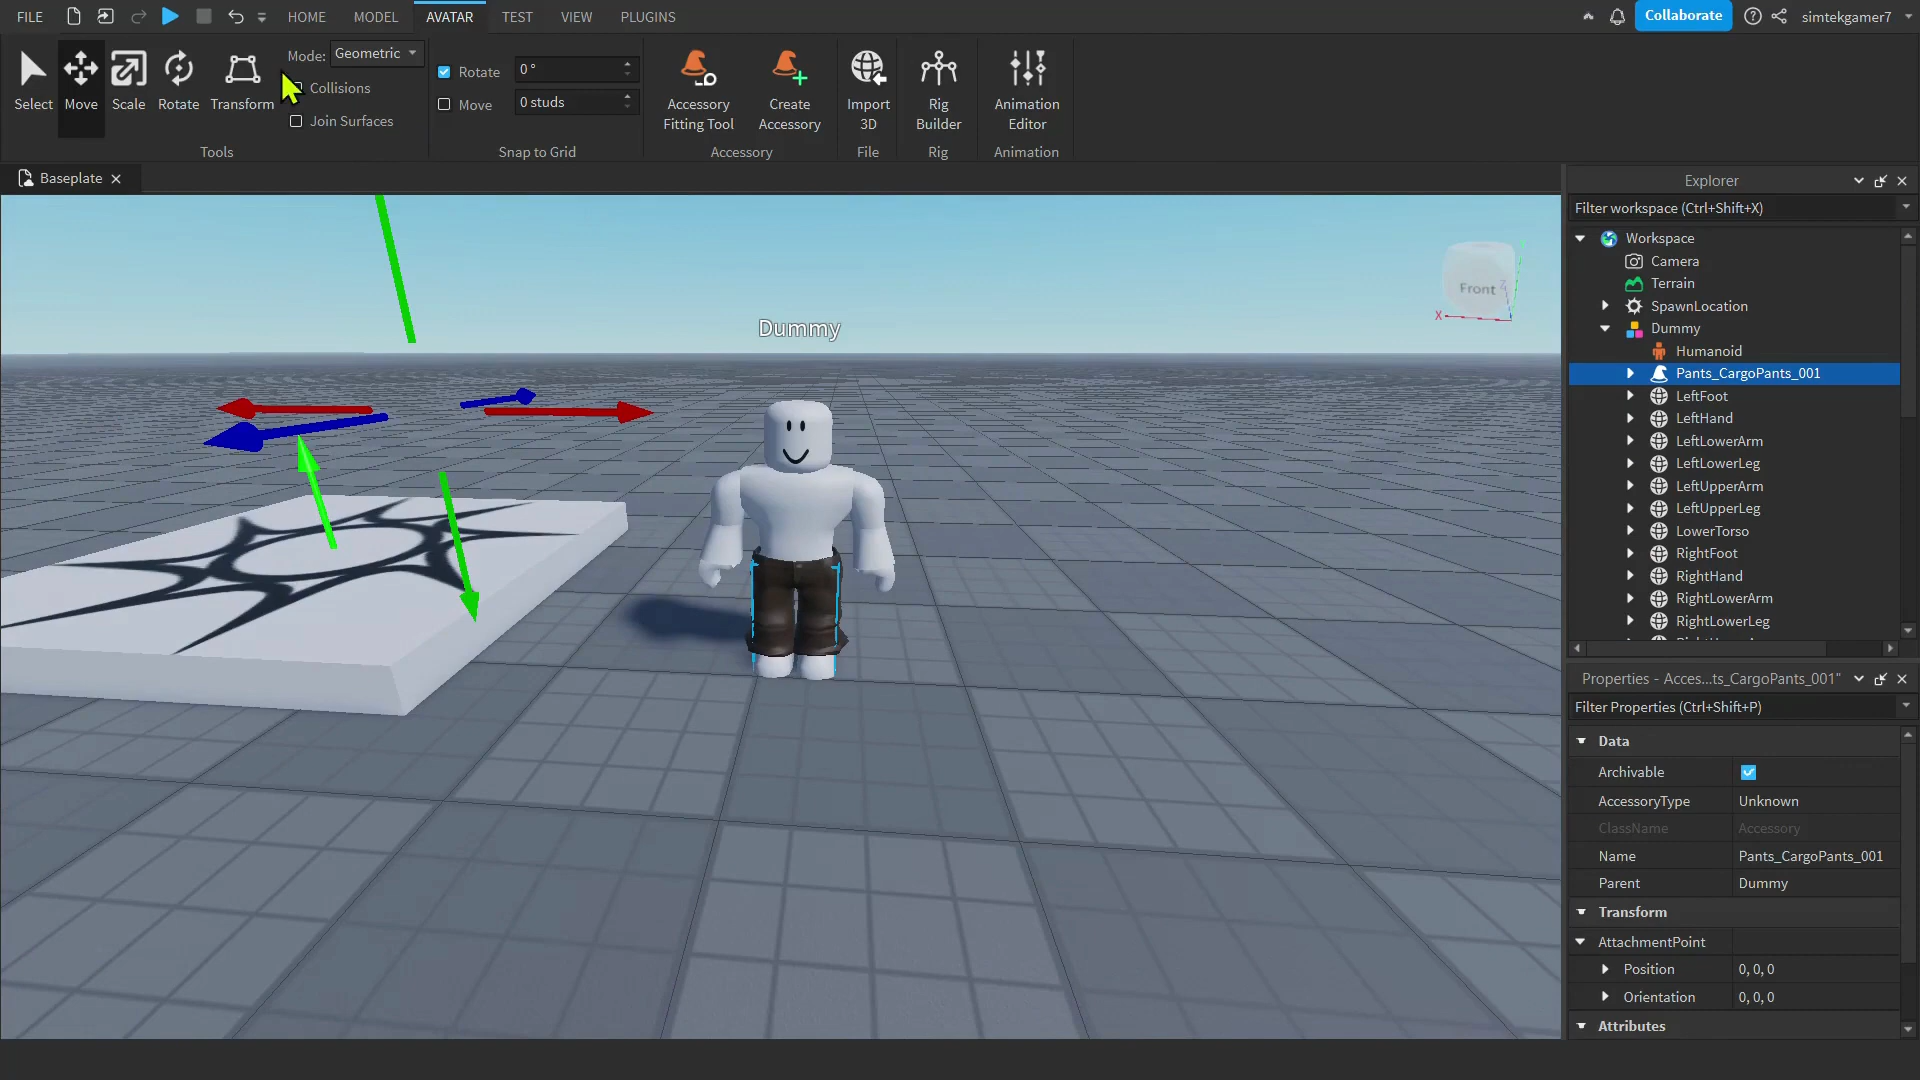 FILE HOME MODEL AVATAR TEST VIEW PLUGINS Collaborate simtekgamer7
Select Move Scale Rotate Transform
Mode: Geometric
Collisions
Join Surfaces
Tools
Rotate 0 °
Move 0 studs
Snap to Grid
Accessory
Fitting Tool
Create
Accessory
Accessory
Import
3D
File
Rig
Builder
Rig
Animation
Editor
Animation
Baseplate
Dummy
Front
X
Z
Explorer
Filter workspace (Ctrl+Shift+X)
Workspace
Camera
Terrain
SpawnLocation
Dummy
Humanoid
Pants_CargoPants_001
LeftFoot
LeftHand
LeftLowerArm
LeftLowerLeg
LeftUpperArm
LeftUpperLeg
LowerTorso
RightFoot
RightHand
RightLowerArm
RightLowerLeg
Properties - Acces...ts_CargoPants_001"
Filter Properties (Ctrl+Shift+P)
Data
Archivable
AccessoryType Unknown
ClassName Accessory
Name Pants_CargoPants_001
Parent Dummy
Transform
AttachmentPoint
Position 0, 0, 0
Orientation 0, 0, 0
Attributes